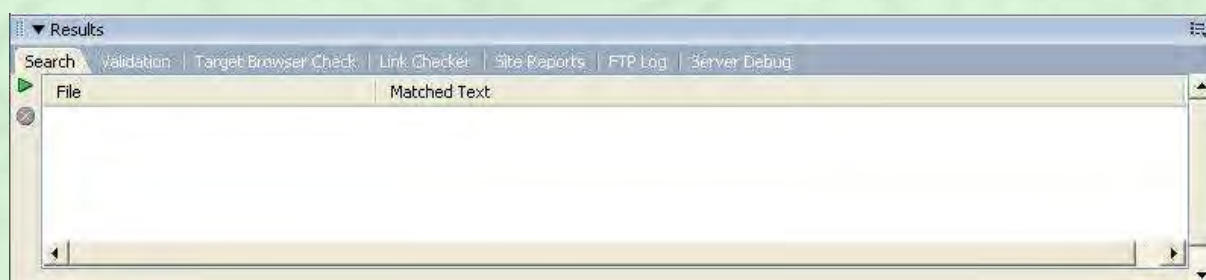 Results
Search Validation | Target Browser Check | Link Checker | Site Reports | FTP Log | Server Debug
File Matched Text